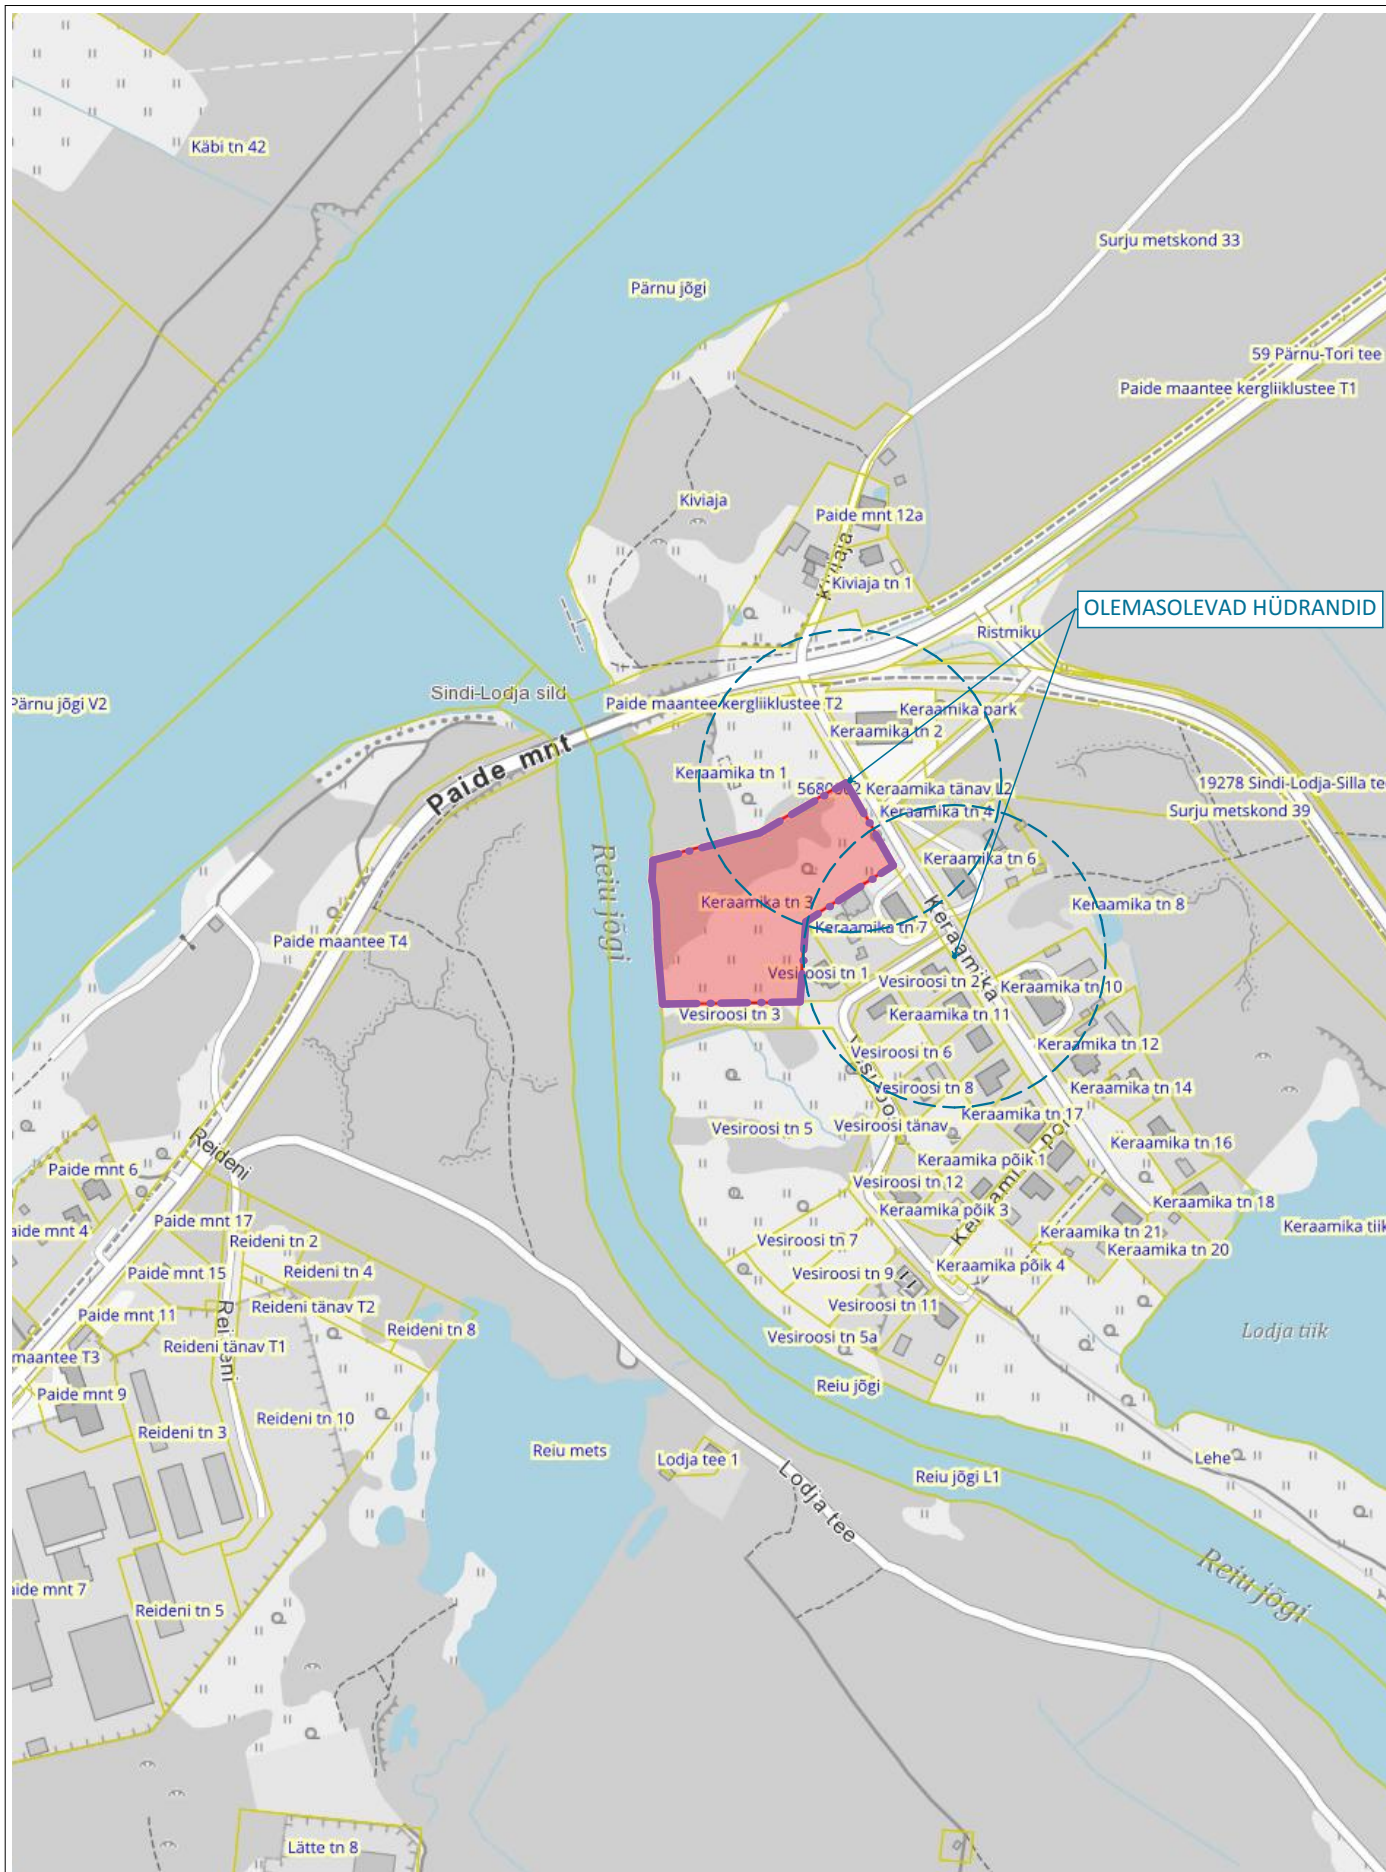 Käbi tn 42
Surju metskond 33
Pärnu jõgi
59 Pärnu-Tori tee
Paide maantee kergliiklustee T1
Kiviaja
Paide mnt 12a
Kiviaja
Kiviaja tn 1
OLEMASOLEVAD HÜDRANDID
Ristmiku
Sindi-Lodja sild
Pärnu jõgi V2
Paide maantee kergliiklustee T2
Keraamika park
Keraamika tn 2
Paide mnt
Keraamika tn 1
Keraamika tänav L2
19278 Sindi-Lodja-Silla tee
Keraamika tn 4
Surju metskond 39
Reiu jõgi
Keraamika tn 6
Keraamika tn 3
Keraamika tn 8
Keraamika
Keraamika tn 7
Paide maantee T4
Vesiroosi tn 1
Vesiroosi tn 2
Keraamika tn 10
Vesiroosi tn 3
Keraamika tn 11
Keraamika tn 12
Vesiroosi tn 6
Vesiroosi tn 8
Keraamika tn 14
Keraamika tn 17
Vesiroosi tn 5
Vesiroosi tänav
Keraamika tn 16
Reideni
Keraamika põik 1
Paide mnt 6
Vesiroosi tn 12
Keraamika tn 18
Keraamika põik 3
Paide mnt 17
aide mnt 4
Keraamika tn 21
Keraamika tiik
Reideni tn 2
Vesiroosi tn 7
Keraamika tn 20
Keraamika põik 4
Paide mnt 15
Reideni tn 4
Vesiroosi tn 9
Reideni tänav T2
Vesiroosi tn 11
Paide mnt 11
Reideni tn 8
Lodja tiik
Vesiroosi tn 5a
Reideni tänav T1
maantee T3
Reiu jõgi
Paide mnt 9
Reideni tn 10
Reideni tn 3
Reiu mets
Lodja tee 1
Lehe
Reiu jõgi L1
Lodja tee
Reiu jõgi
aide mnt 7
Reideni tn 5
Lätte tn 8